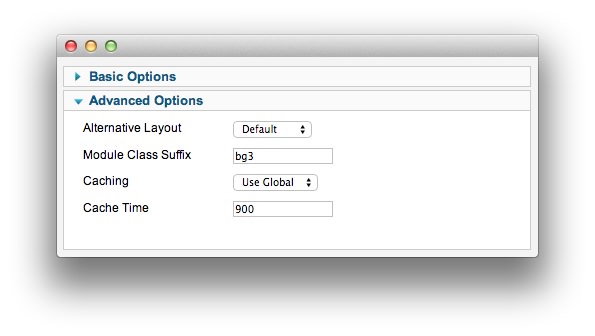 Basic Options
Advanced Options
Alternative Layout Default
Module Class Suffix bg3
Caching Use Global
Cache Time 900